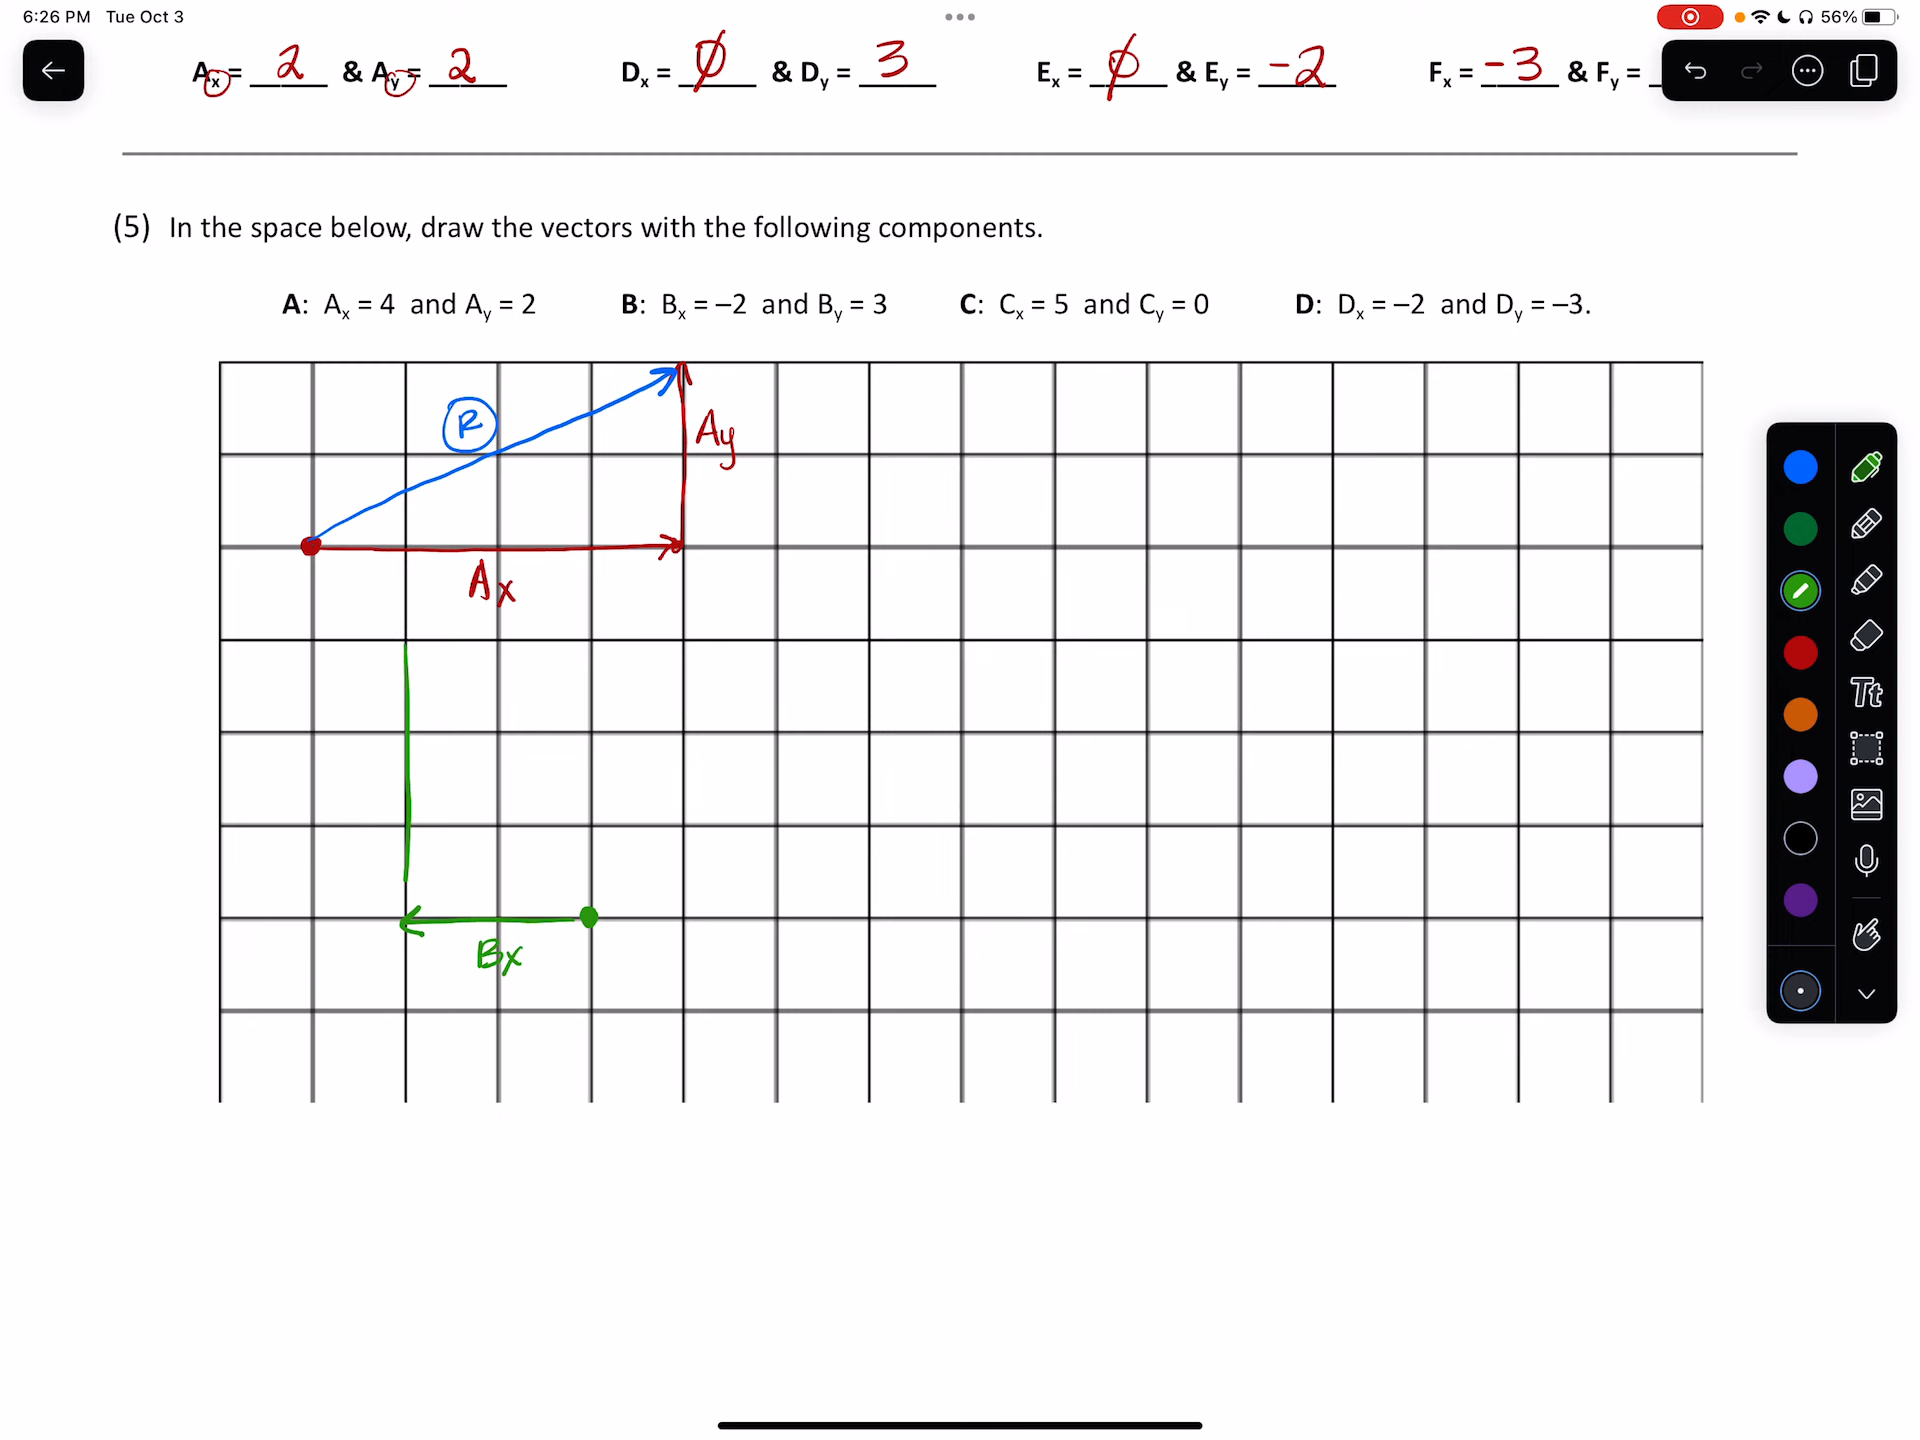 6:26 PM Tue Oct 3 56%
Ax = 2 & Ay = 2 Dx = 0 & Dy = 3 Ex = 0 & Ey = -2 Fx = -3 & Fy =
(5) In the space below, draw the vectors with the following components.
A: Ax = 4 and Ay = 2 B: Bx = –2 and By = 3 C: Cx = 5 and Cy = 0 D: Dx = –2 and Dy = –3.
R
Ay
Ax
Bx
Tt